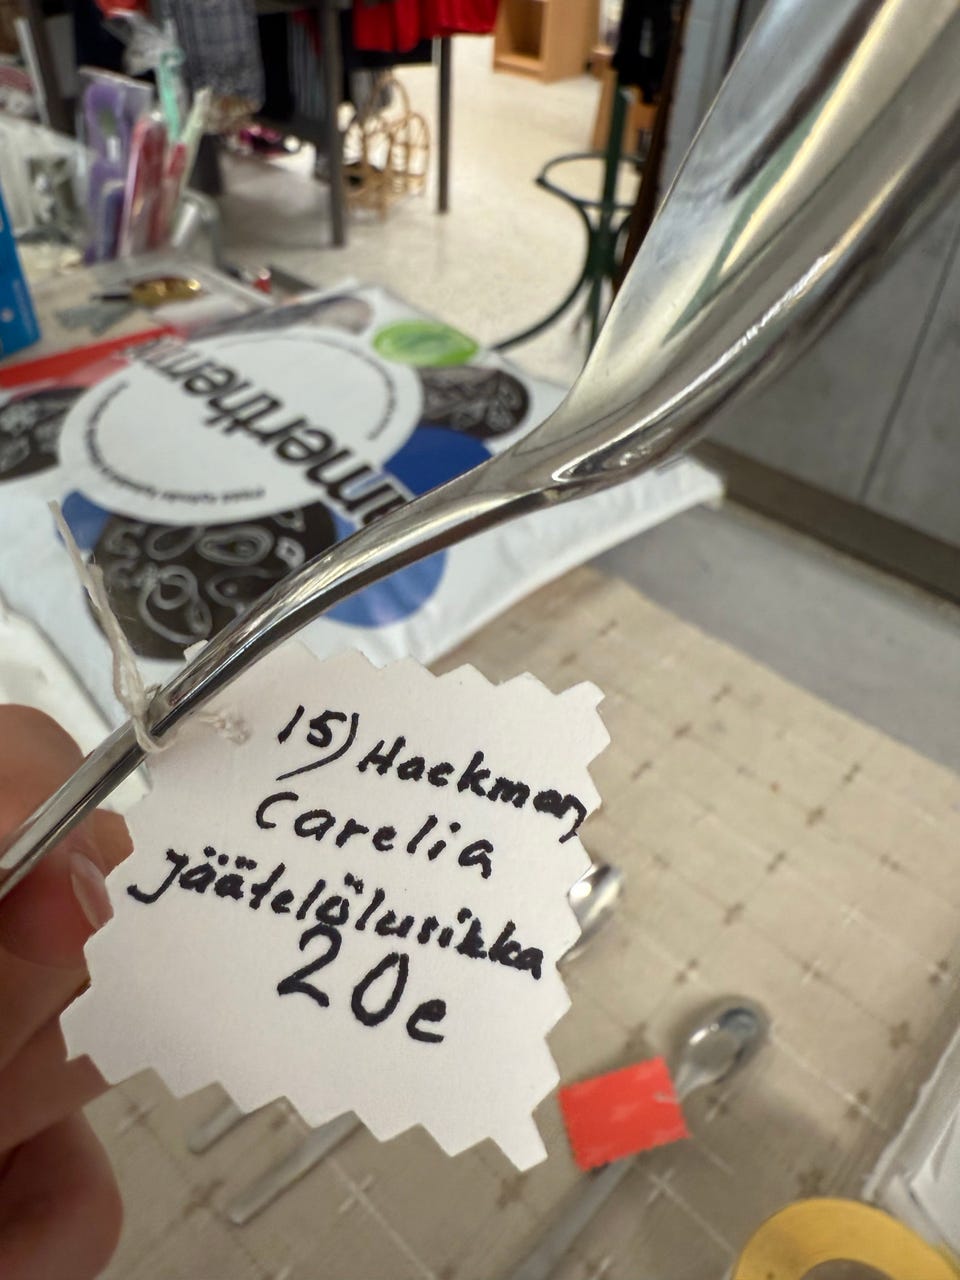 15) Hackman
Carelia
jäätelölusikka
20e